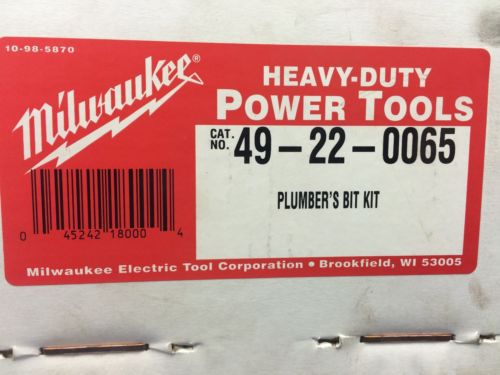 10-98-5870
Milwaukee®
HEAVY-DUTY
POWER TOOLS
CAT. NO. 49-22-0065
PLUMBER'S BIT KIT
0 45242 18000 4
Milwaukee Electric Tool Corporation • Brookfield, WI 53005